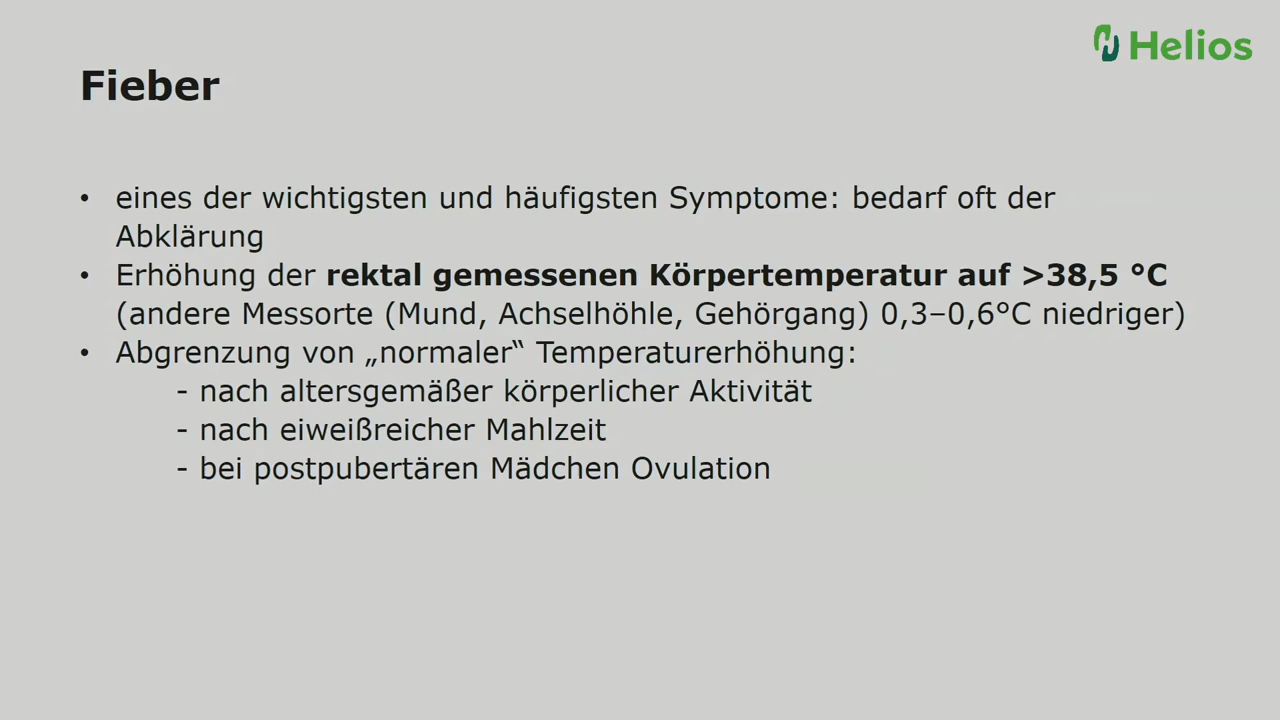 Helios
Fieber
• eines der wichtigsten und häufigsten Symptome: bedarf oft der
Abklärung
• Erhöhung der rektal gemessenen Körpertemperatur auf >38,5 °C
(andere Messorte (Mund, Achselhöhle, Gehörgang) 0,3–0,6°C niedriger)
• Abgrenzung von „normaler“ Temperaturerhöhung:
- nach altersgemäßer körperlicher Aktivität
- nach eiweißreicher Mahlzeit
- bei postpubertären Mädchen Ovulation